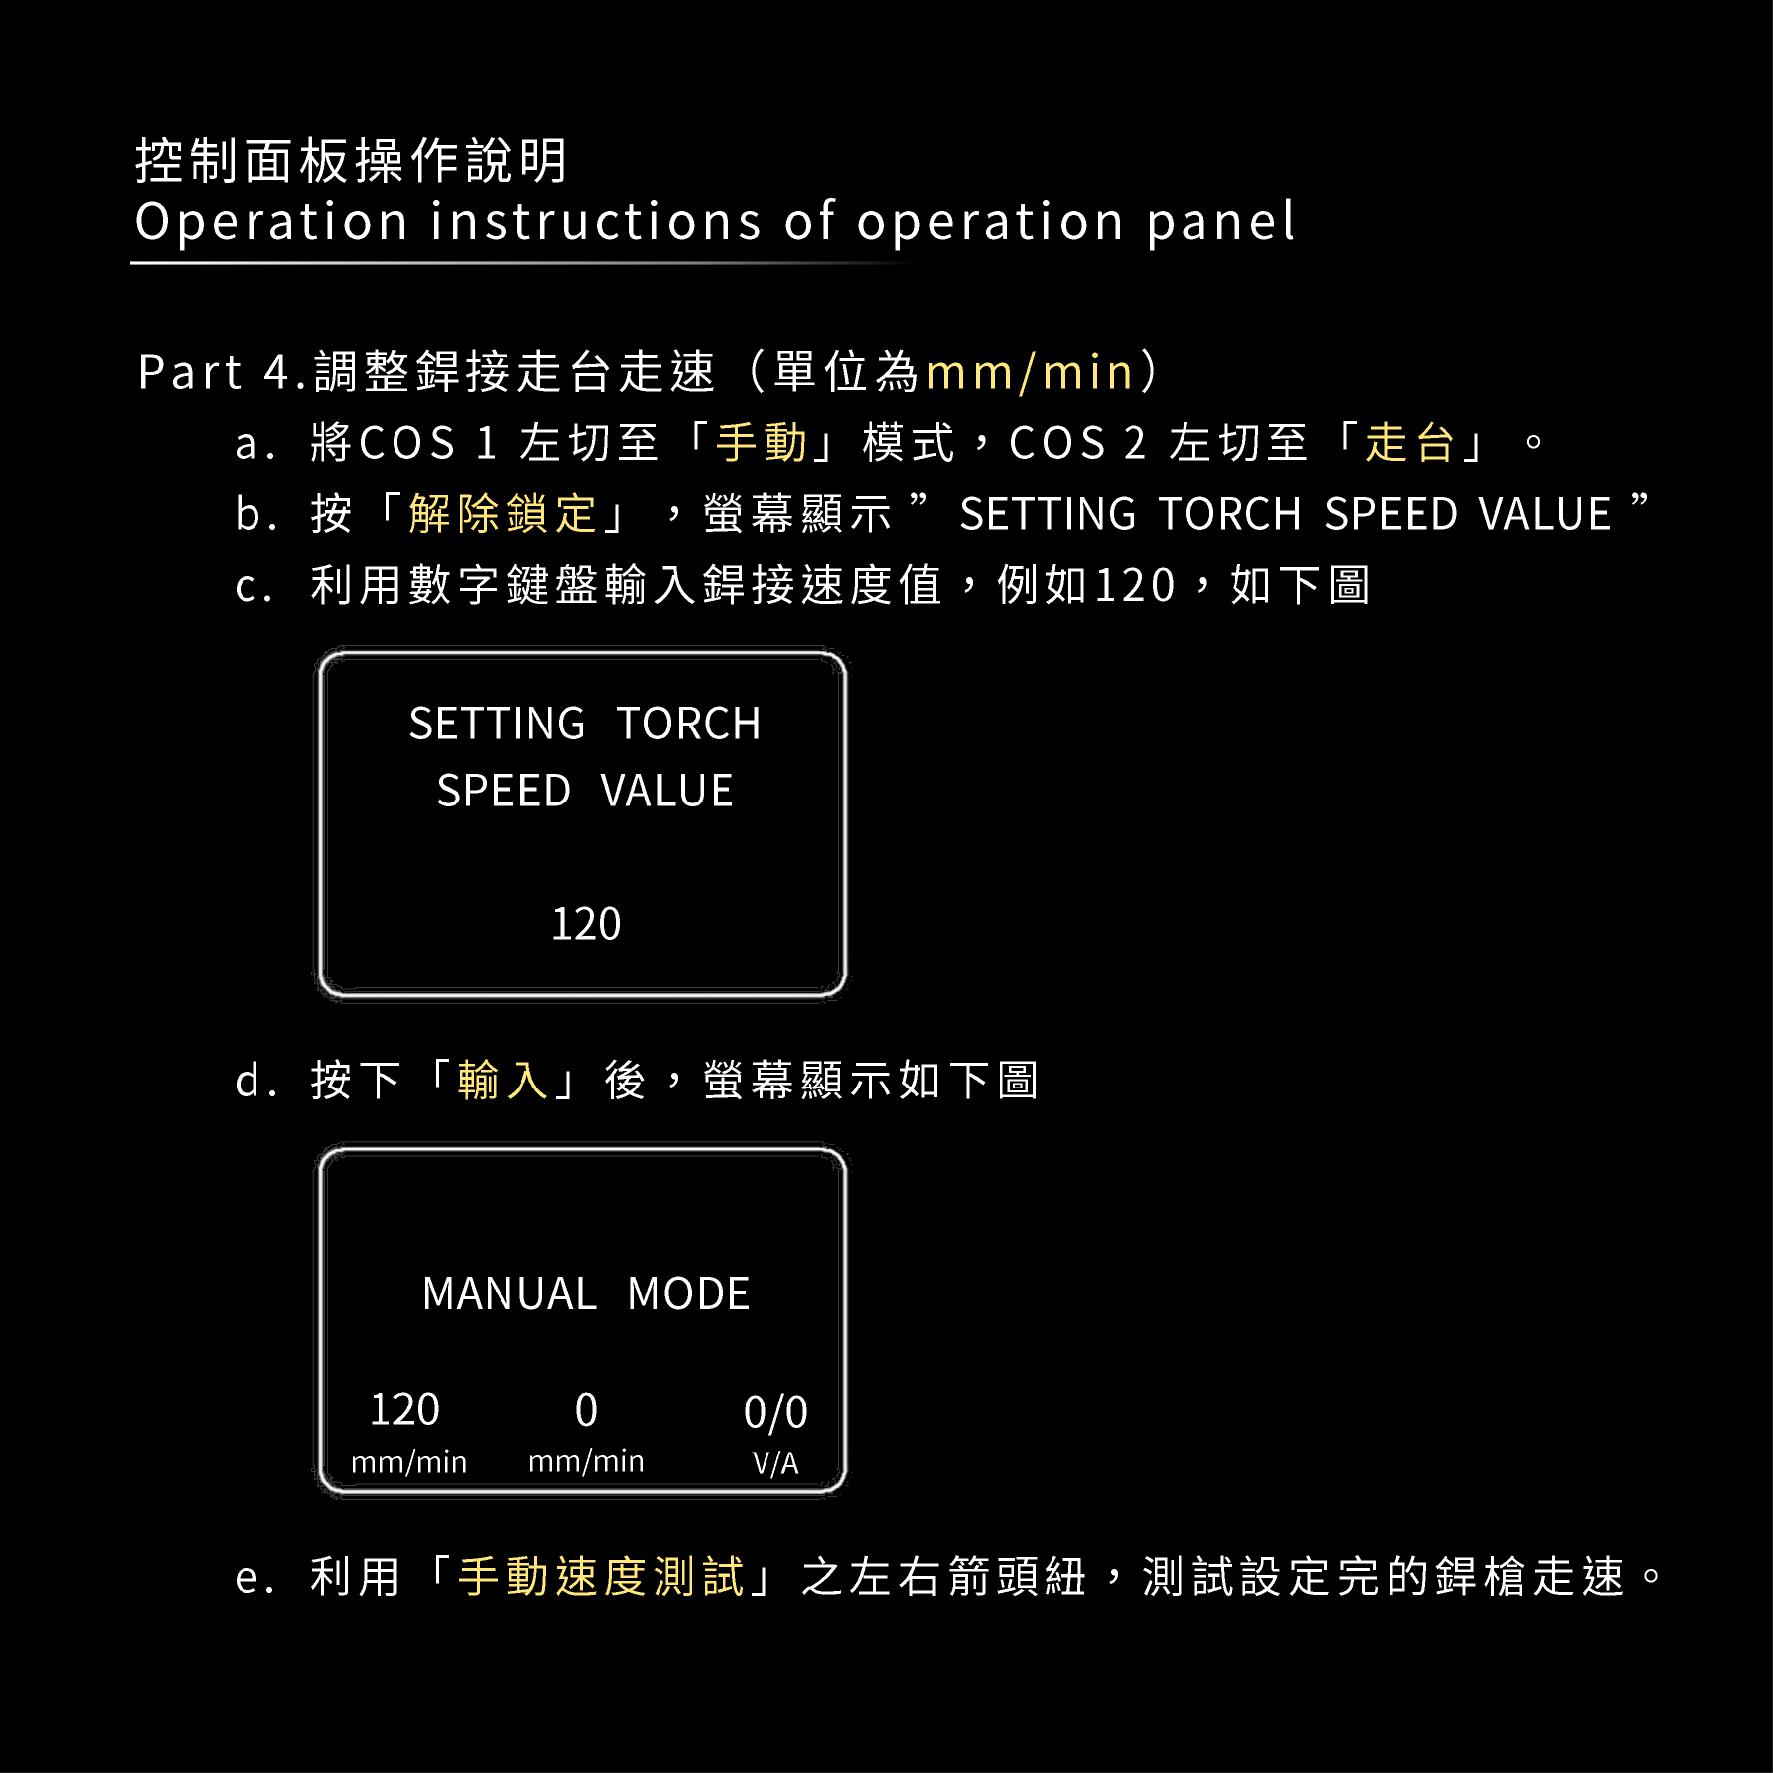 控制面板操作說明
Operation instructions of operation panel
Part 4.調整銲接走台走速（單位為mm/min）
a. 將COS 1 左切至「手動」模式，COS 2 左切至「走台」。
b. 按「解除鎖定」，螢幕顯示”SETTING TORCH SPEED VALUE”
c. 利用數字鍵盤輸入銲接速度值，例如120，如下圖
SETTING TORCH
SPEED VALUE
120
d. 按下「輸入」後，螢幕顯示如下圖
MANUAL MODE
120 0 0/0
mm/min mm/min V/A
e. 利用「手動速度測試」之左右箭頭紐，測試設定完的銲槍走速。